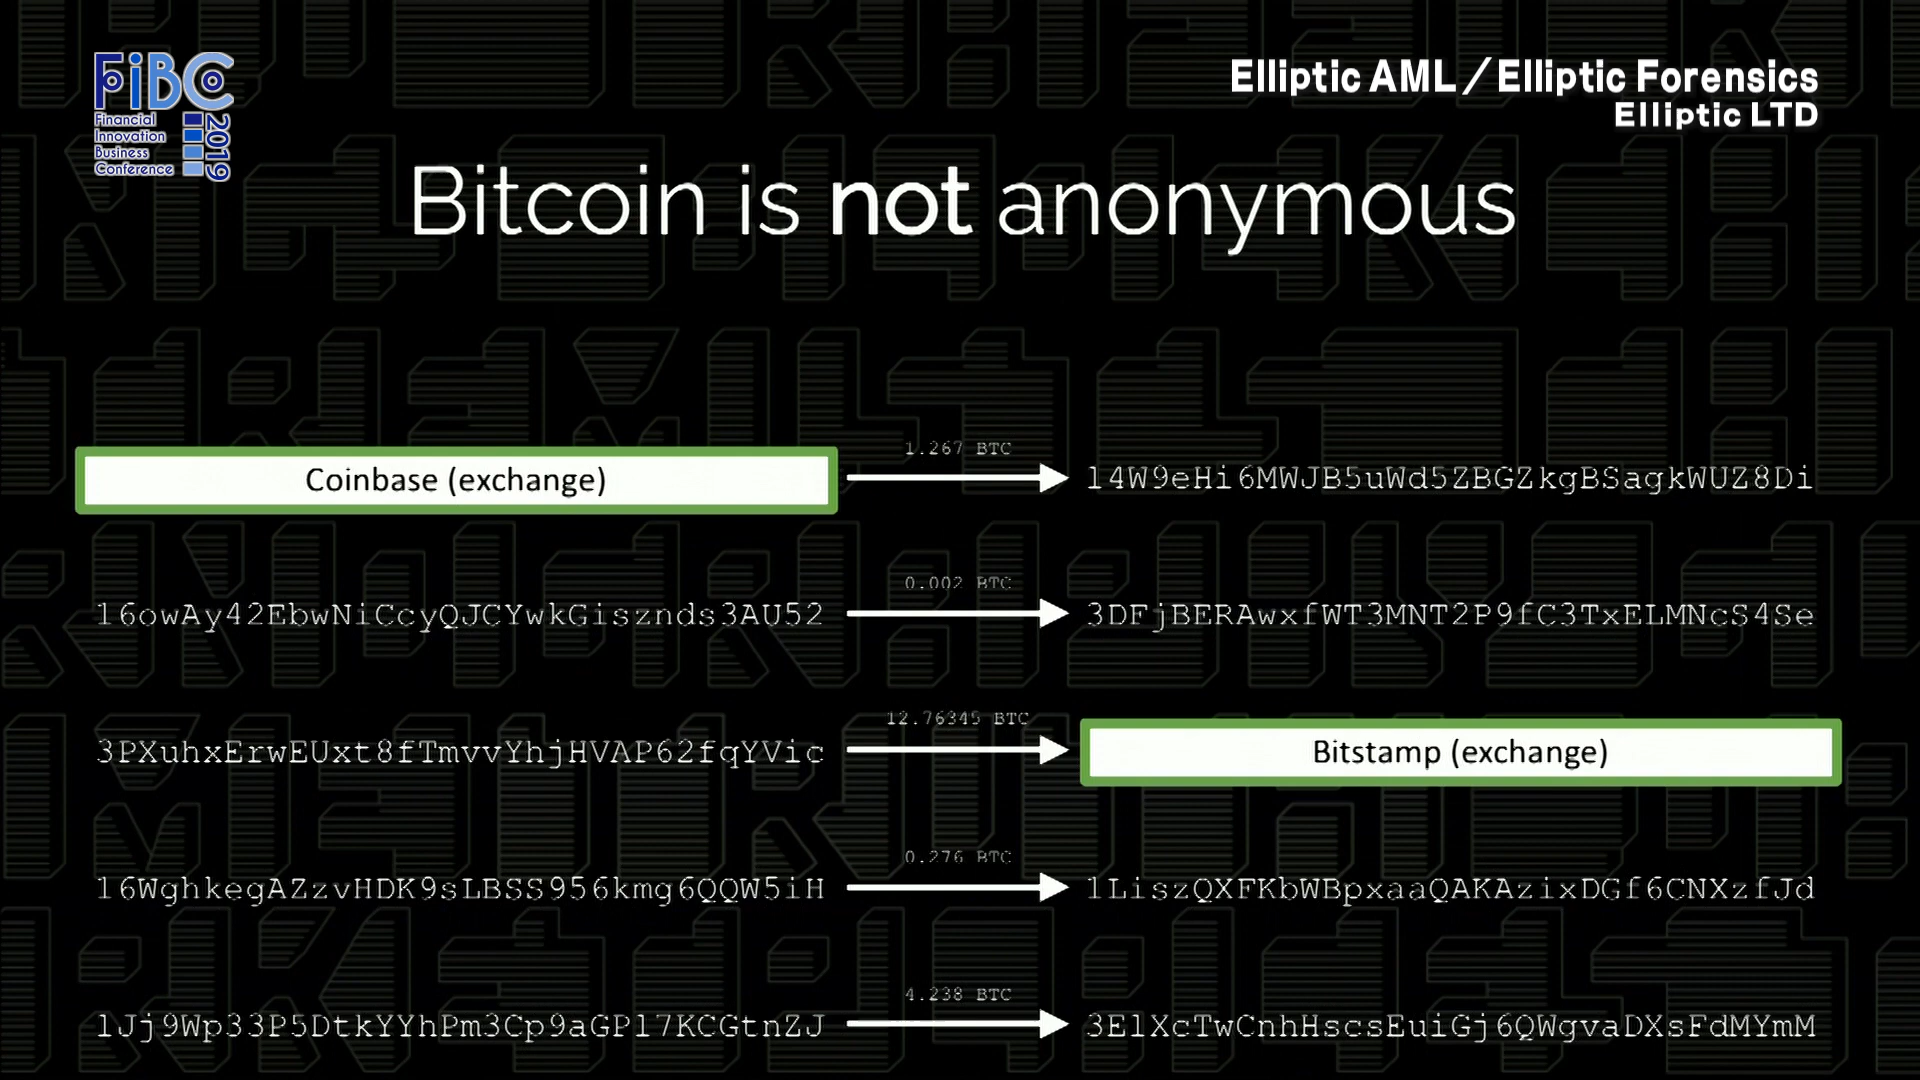 FiBC 2019
Financial
Innovation
Business
Conference
Elliptic AML / Elliptic Forensics
Elliptic LTD
Bitcoin is not anonymous
Coinbase (exchange)
1.267 BTC
14W9eHi6MWJB5uWd5ZBGZkgBSagkWUZ8Di
16owAy42EbwNiCcyQJCYwkGisznds3AU52
0.002 BTC
3DFjBERAwxfWT3MNT2P9fC3TxELMNcS4Se
3PXuhxErwEUxt8fTmvvYhjHVAP62fqYVic
12.76345 BTC
Bitstamp (exchange)
16WghkegAZzvHDK9sLBSS956kmg6QQW5iH
0.276 BTC
1LiszQXFKbWBpxaaQAKAzixDGf6CNXzfJd
1Jj9Wp33P5DtkYYhPm3Cp9aGP17KCGtnZJ
4.238 BTC
3E1XcTwCnhHscsEuiGj6QWgvaDXsFdMYmM